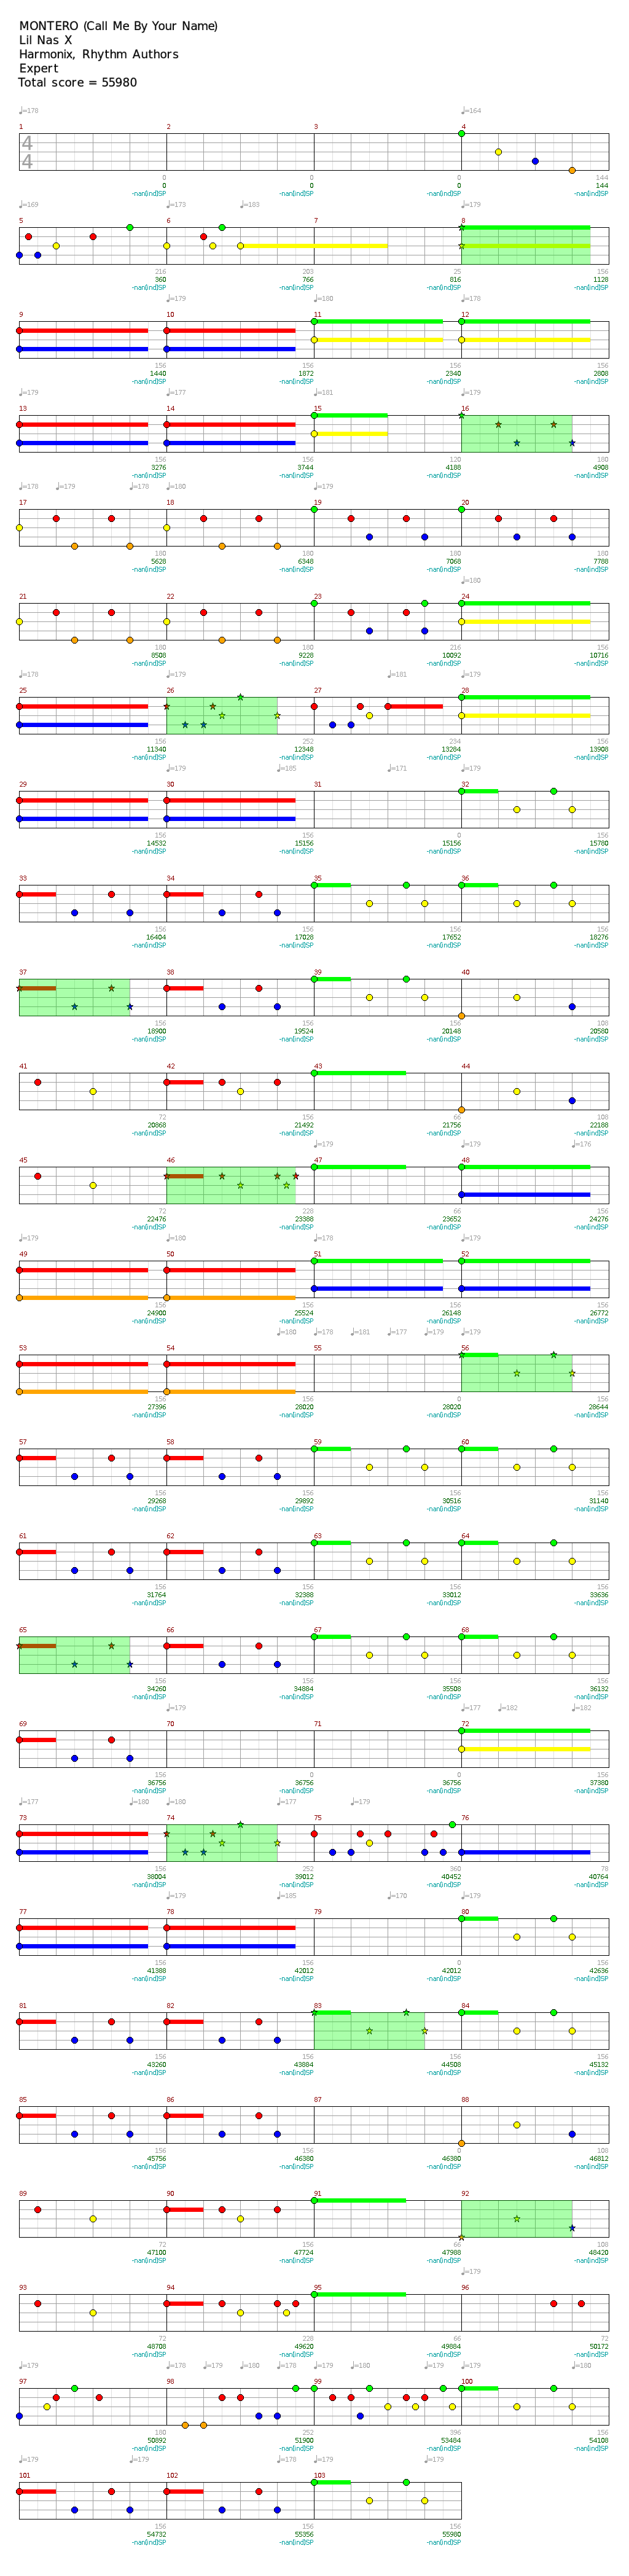 MONTERO (Call Me By Your Name)
Lil Nas X
Harmonix, Rhythm Authors
Expert
Total score = 55980
♩=178 ♩=164
1 2 3 4
4
4
0 0 0 144
0 0 0 144
-nan(ind)SP -nan(ind)SP -nan(ind)SP -nan(ind)SP
♩=169 ♩=173 ♩=183
5 6 7 8
216 203 25 156
360 766 816 1128
-nan(ind)SP -nan(ind)SP -nan(ind)SP -nan(ind)SP
♩=179 ♩=180 ♩=178
9 10 11 12
156 156 156 156
1440 1872 2340 2808
-nan(ind)SP -nan(ind)SP -nan(ind)SP -nan(ind)SP
♩=179 ♩=177 ♩=181 ♩=179
13 14 15 16
156 156 120 180
3276 3744 4188 4908
-nan(ind)SP -nan(ind)SP -nan(ind)SP -nan(ind)SP
♩=178 ♩=179 ♩=178 ♩=180 ♩=179
17 18 19 20
180 180 180 180
5628 6348 7068 7788
-nan(ind)SP -nan(ind)SP -nan(ind)SP -nan(ind)SP
♩=180
21 22 23 24
180 180 216 156
8508 9228 10092 10716
-nan(ind)SP -nan(ind)SP -nan(ind)SP -nan(ind)SP
♩=178 ♩=179 ♩=181 ♩=179
25 26 27 28
156 252 234 156
11340 12348 13284 13908
-nan(ind)SP -nan(ind)SP -nan(ind)SP -nan(ind)SP
♩=179 ♩=185 ♩=171 ♩=179
29 30 31 32
156 156 0 156
14532 15156 15156 15780
-nan(ind)SP -nan(ind)SP -nan(ind)SP -nan(ind)SP
33 34 35 36
156 156 156 156
16404 17028 17652 18276
-nan(ind)SP -nan(ind)SP -nan(ind)SP -nan(ind)SP
37 38 39 40
156 156 156 108
18900 19524 20148 20580
-nan(ind)SP -nan(ind)SP -nan(ind)SP -nan(ind)SP
41 42 43 44
72 156 66 108
20868 21492 21756 22188
-nan(ind)SP -nan(ind)SP -nan(ind)SP -nan(ind)SP
♩=179 ♩=179 ♩=176
45 46 47 48
72 228 66 156
22476 23388 23652 24276
-nan(ind)SP -nan(ind)SP -nan(ind)SP -nan(ind)SP
♩=179 ♩=180 ♩=178 ♩=179
49 50 51 52
156 156 156 156
24900 25524 26148 26772
-nan(ind)SP -nan(ind)SP -nan(ind)SP -nan(ind)SP
♩=180 ♩=178 ♩=181 ♩=177 ♩=179 ♩=179
53 54 55 56
156 156 0 156
27396 28020 28020 28644
-nan(ind)SP -nan(ind)SP -nan(ind)SP -nan(ind)SP
57 58 59 60
156 156 156 156
29268 29892 30516 31140
-nan(ind)SP -nan(ind)SP -nan(ind)SP -nan(ind)SP
61 62 63 64
156 156 156 156
31764 32388 33012 33636
-nan(ind)SP -nan(ind)SP -nan(ind)SP -nan(ind)SP
65 66 67 68
156 156 156 156
34260 34884 35508 36132
-nan(ind)SP -nan(ind)SP -nan(ind)SP -nan(ind)SP
♩=179 ♩=177 ♩=182 ♩=182
69 70 71 72
156 0 0 156
36756 36756 36756 37380
-nan(ind)SP -nan(ind)SP -nan(ind)SP -nan(ind)SP
♩=177 ♩=180 ♩=180 ♩=177 ♩=179
73 74 75 76
156 252 360 78
38004 39012 40452 40764
-nan(ind)SP -nan(ind)SP -nan(ind)SP -nan(ind)SP
♩=179 ♩=185 ♩=170 ♩=179
77 78 79 80
156 156 0 156
41388 42012 42012 42636
-nan(ind)SP -nan(ind)SP -nan(ind)SP -nan(ind)SP
81 82 83 84
156 156 156 156
43260 43884 44508 45132
-nan(ind)SP -nan(ind)SP -nan(ind)SP -nan(ind)SP
85 86 87 88
156 156 0 108
45756 46380 46380 46812
-nan(ind)SP -nan(ind)SP -nan(ind)SP -nan(ind)SP
89 90 91 92
72 156 66 108
47100 47724 47988 48420
-nan(ind)SP -nan(ind)SP -nan(ind)SP -nan(ind)SP
♩=179
93 94 95 96
72 228 66 72
48708 49620 49884 50172
-nan(ind)SP -nan(ind)SP -nan(ind)SP -nan(ind)SP
♩=179 ♩=178 ♩=179 ♩=180 ♩=178 ♩=179 ♩=180 ♩=179 ♩=179 ♩=180
97 98 99 100
180 252 396 156
50892 51900 53484 54108
-nan(ind)SP -nan(ind)SP -nan(ind)SP -nan(ind)SP
♩=179 ♩=179 ♩=178 ♩=179 ♩=179
101 102 103
156 156 156
54732 55356 55980
-nan(ind)SP -nan(ind)SP -nan(ind)SP